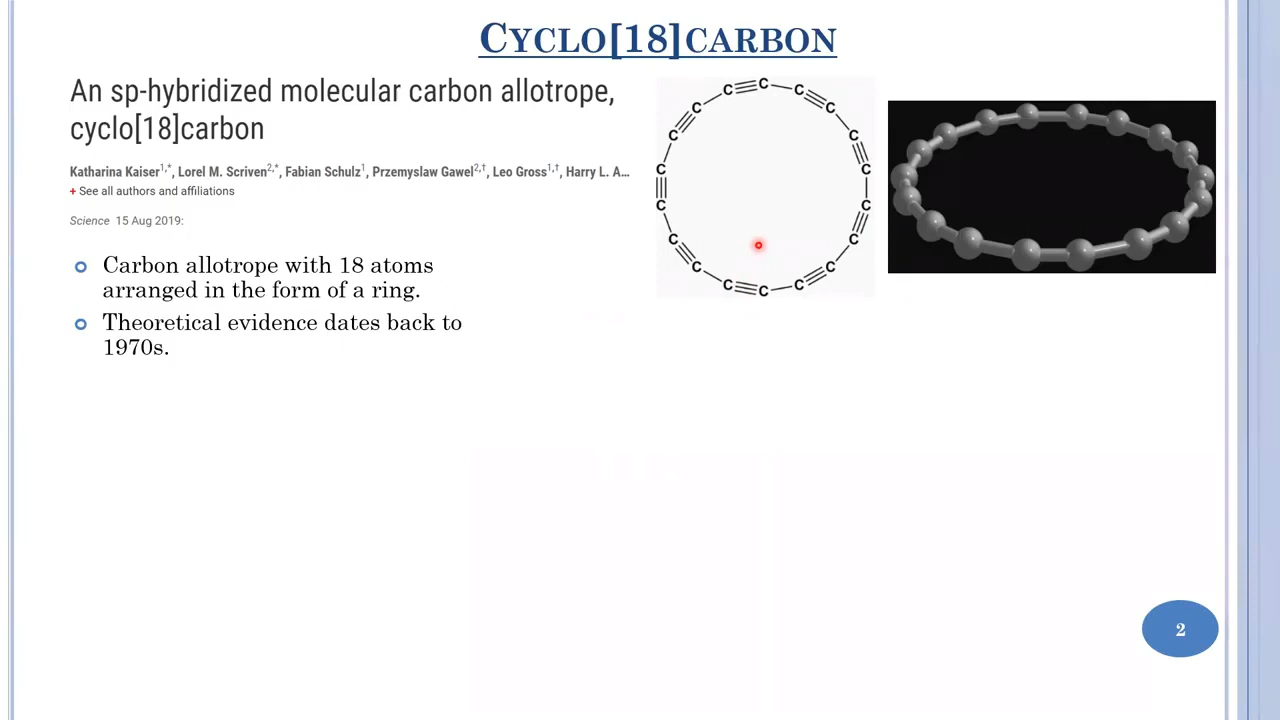 CYCLO[18]CARBON
An sp-hybridized molecular carbon allotrope,
cyclo[18]carbon
Katharina Kaiser1,*, Lorel M. Scriven2,*, Fabian Schulz1, Przemyslaw Gawel2,†, Leo Gross1,†, Harry L. A…
+ See all authors and affiliations
Science 15 Aug 2019:
Carbon allotrope with 18 atoms
arranged in the form of a ring.
Theoretical evidence dates back to
1970s.
C C C C
C C
C C
C C
C C
C C
C C C C
2